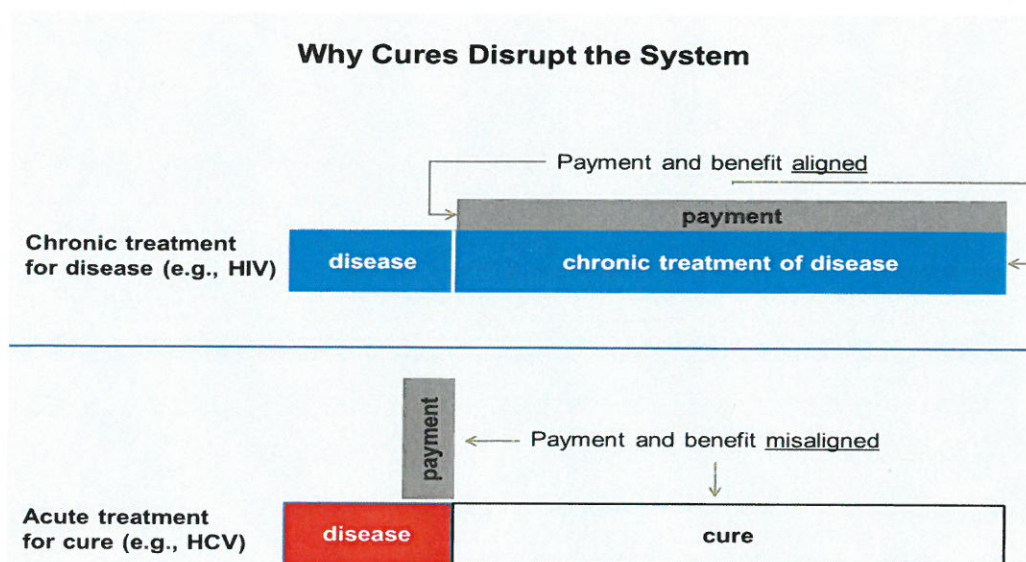 Why Cures Disrupt the System
Payment and benefit aligned
payment
Chronic treatment
for disease (e.g., HIV)
disease
chronic treatment of disease
payment
Payment and benefit misaligned
Acute treatment
for cure (e.g., HCV)
disease
cure